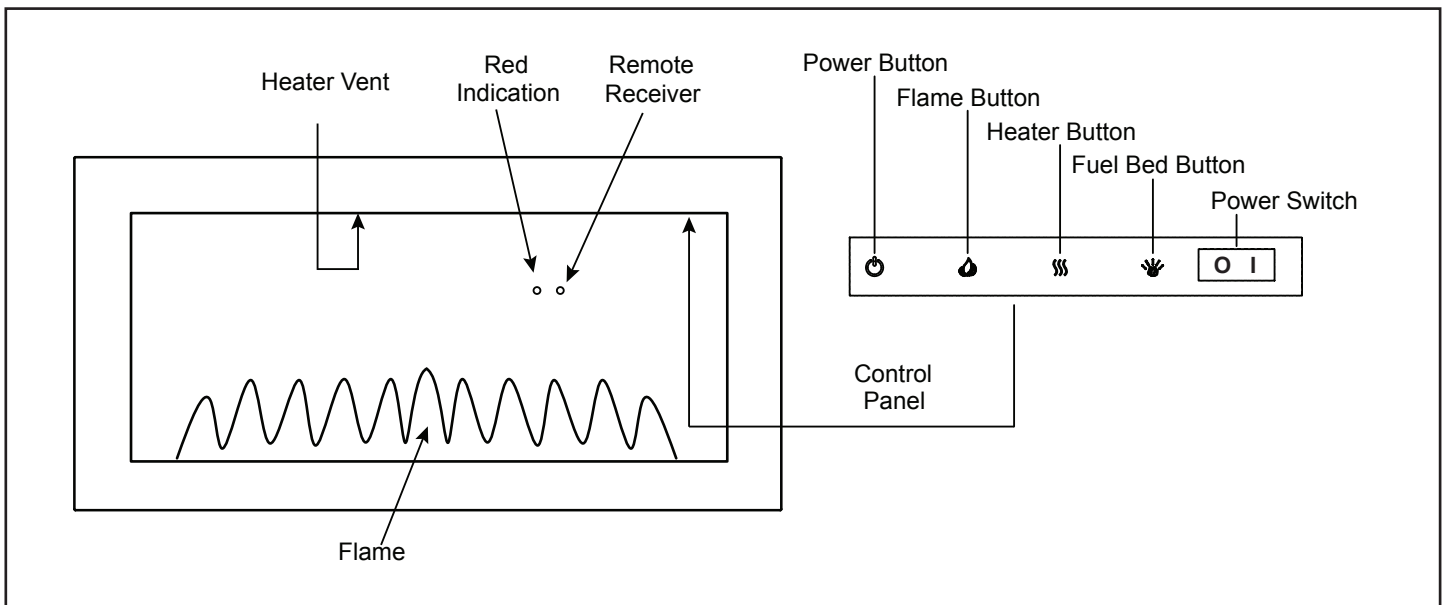 Heater Vent
Red
Indication
Remote
Receiver
Power Button
Flame Button
Heater Button
Fuel Bed Button
Power Switch
O I
Control
Panel
Flame